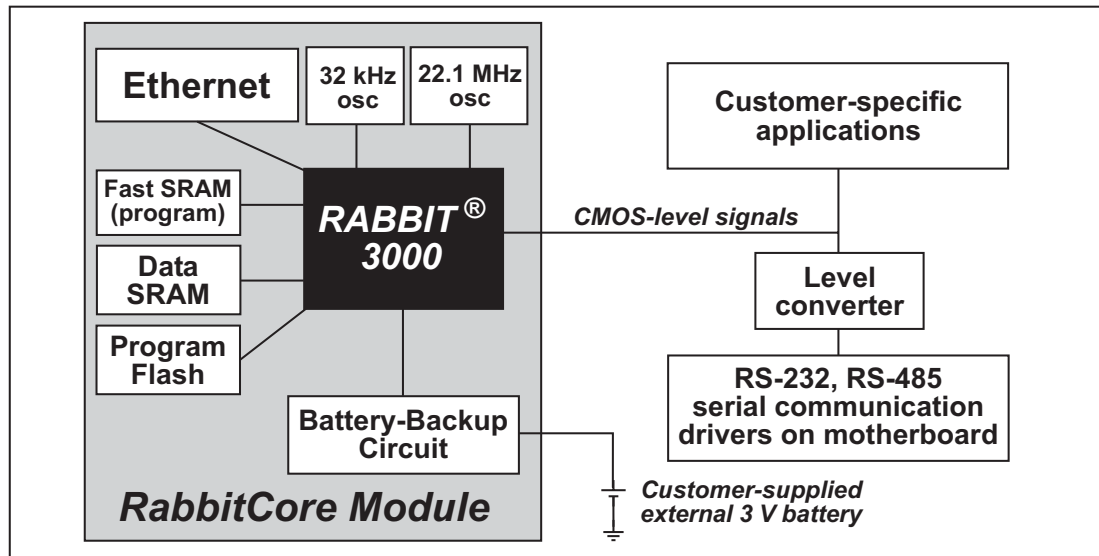 Ethernet
32 kHz
osc
22.1 MHz
osc
Fast SRAM
(program)
Data
SRAM
Program
Flash
RABBIT ®
3000
Battery-Backup
Circuit
RabbitCore Module
CMOS-level signals
Customer-specific
applications
Level
converter
RS-232, RS-485
serial communication
drivers on motherboard
Customer-supplied
external 3 V battery